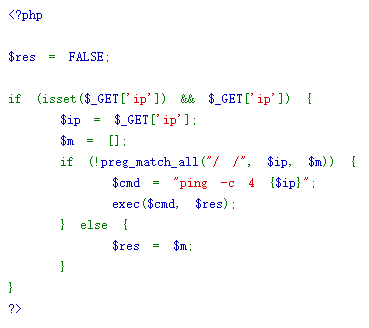 <?php
$res = FALSE;
if (isset($_GET['ip']) && $_GET['ip']) {
$ip = $_GET['ip'];
$m = [];
if (!preg_match_all("/ /", $ip, $m)) {
$cmd = "ping -c 4 {$ip}";
exec($cmd, $res);
} else {
$res = $m;
}
}
?>